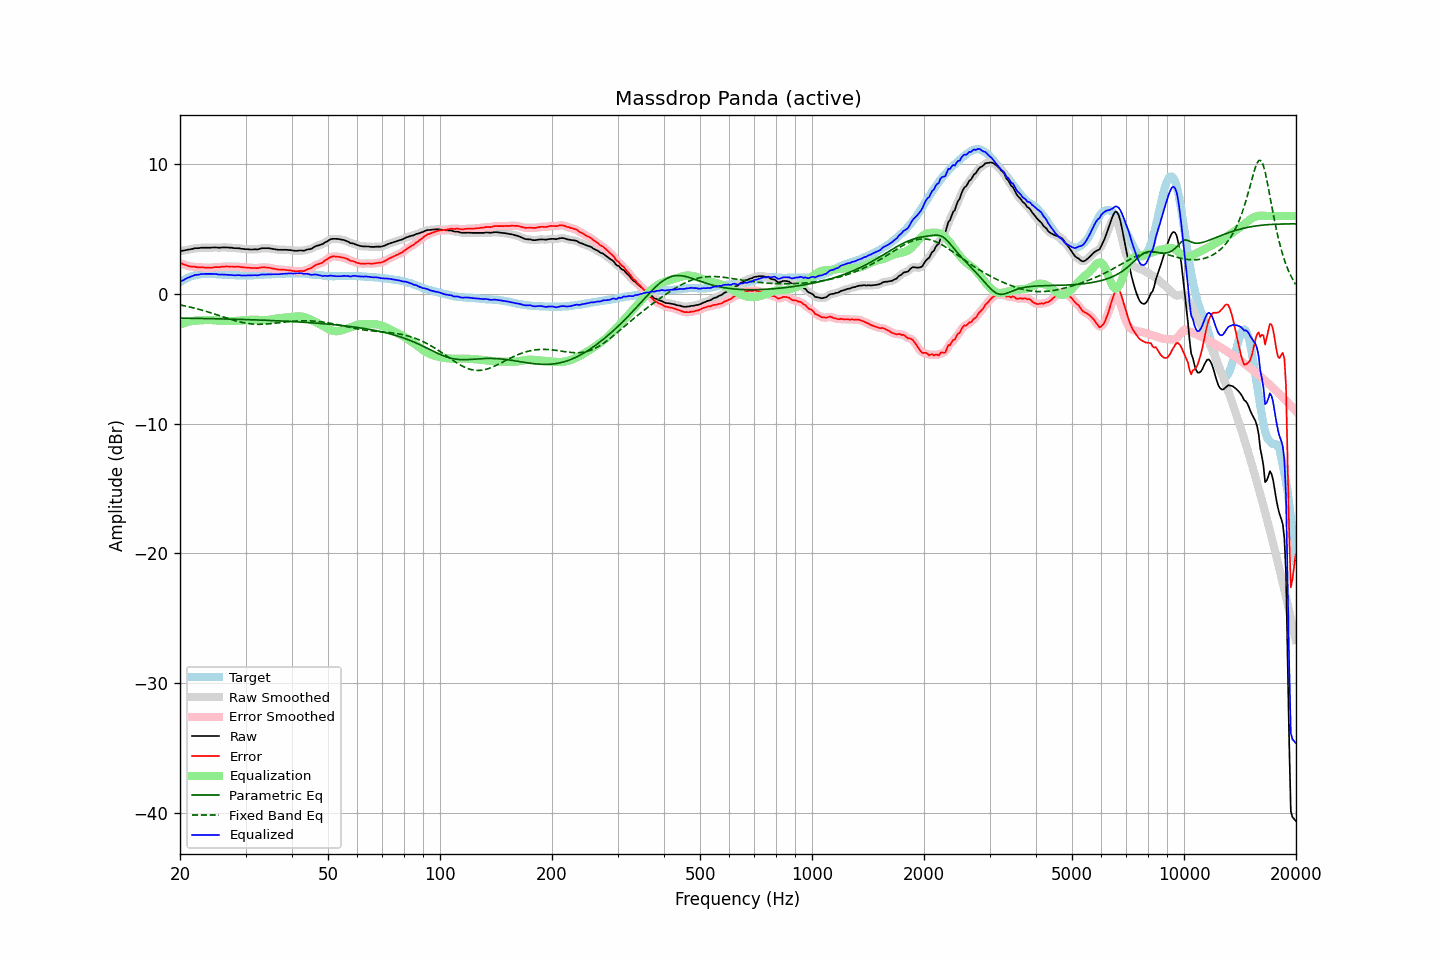 Massdrop Panda (active)
10
0
−10
−20
−30
−40
Amplitude (dBr)
Target
Raw Smoothed
Error Smoothed
Raw
Error
Equalization
Parametric Eq
Fixed Band Eq
Equalized
20 50 100 200 500 1000 2000 5000 10000 20000
Frequency (Hz)